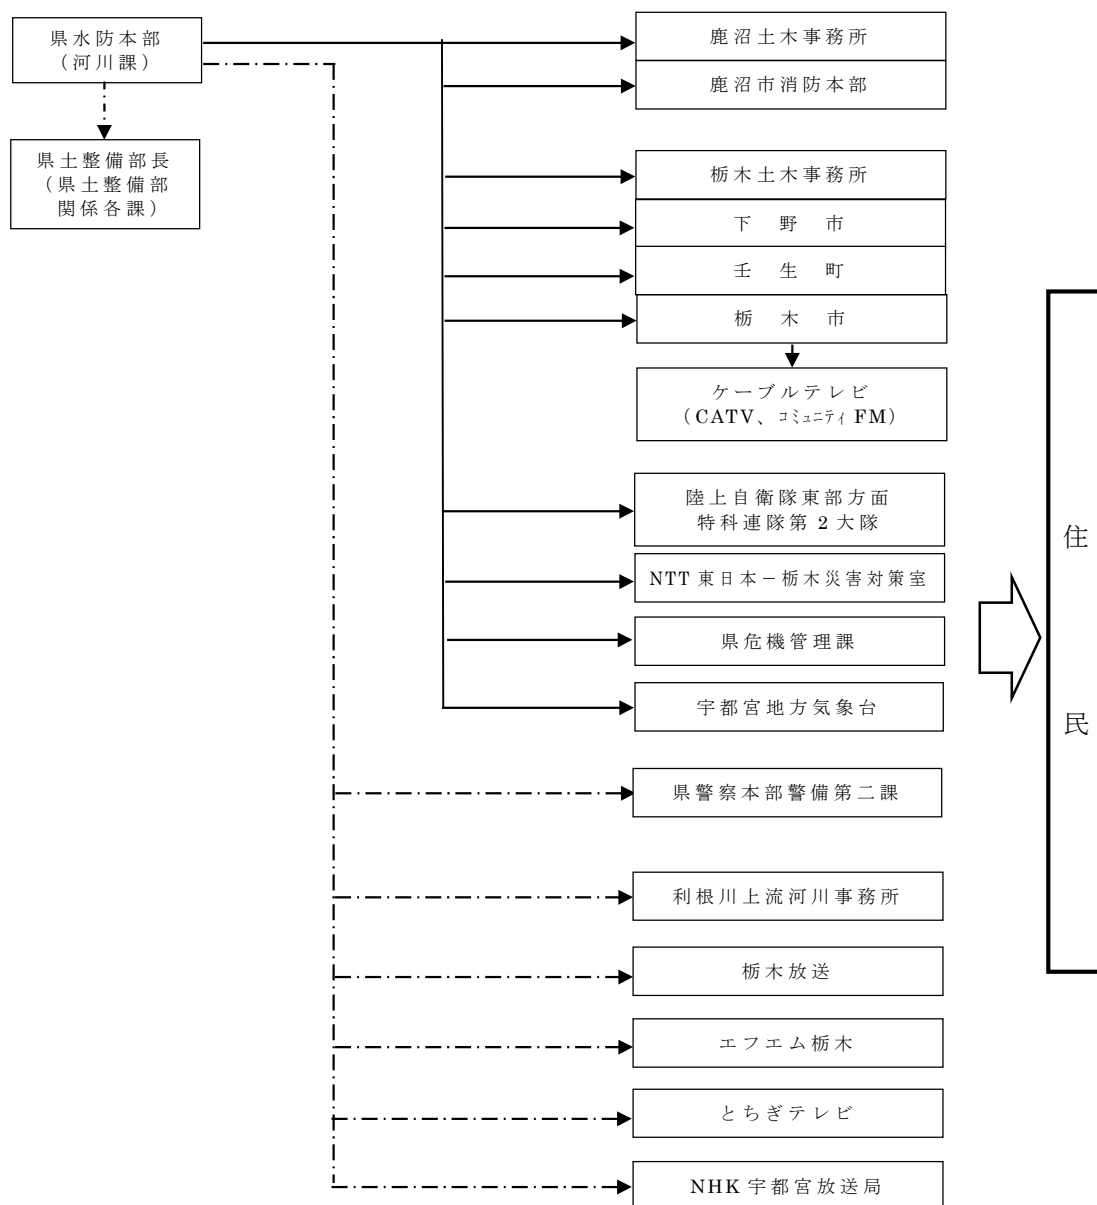 県水防本部
（河川課）
県土整備部長
（県土整備部
関係各課）
鹿沼土木事務所
鹿沼市消防本部
栃木土木事務所
下野市
壬生町
栃木市
ケーブルテレビ
（CATV、コミュニティFM）
陸上自衛隊東部方面
特科連隊第2大隊
NTT東日本－栃木災害対策室
県危機管理課
宇都宮地方気象台
県警察本部警備第二課
利根川上流河川事務所
栃木放送
エフエム栃木
とちぎテレビ
NHK宇都宮放送局
住民